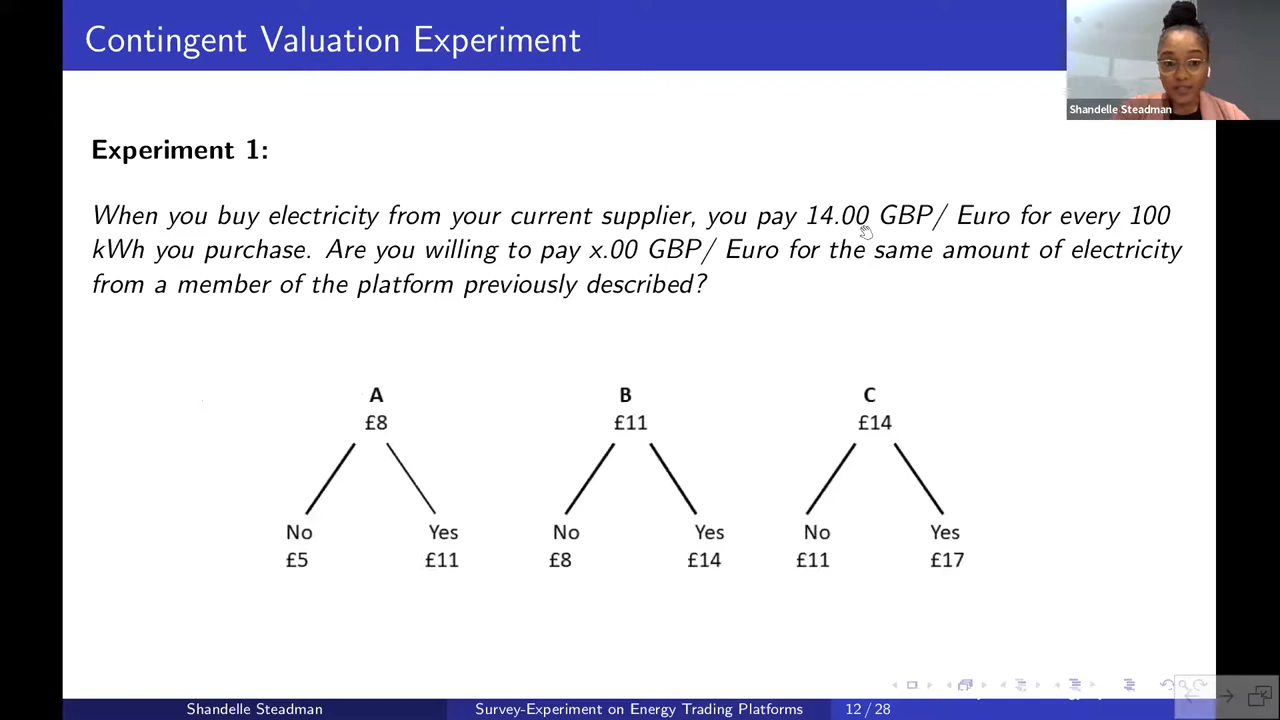 Contingent Valuation Experiment
Shandelle Steadman
Experiment 1:
When you buy electricity from your current supplier, you pay 14.00 GBP/ Euro for every 100
kWh you purchase. Are you willing to pay x.00 GBP/ Euro for the same amount of electricity
from a member of the platform previously described?
A B C
£8 £11 £14
No Yes No Yes No Yes
£5 £11 £8 £14 £11 £17
Shandelle Steadman Survey-Experiment on Energy Trading Platforms 12 / 28